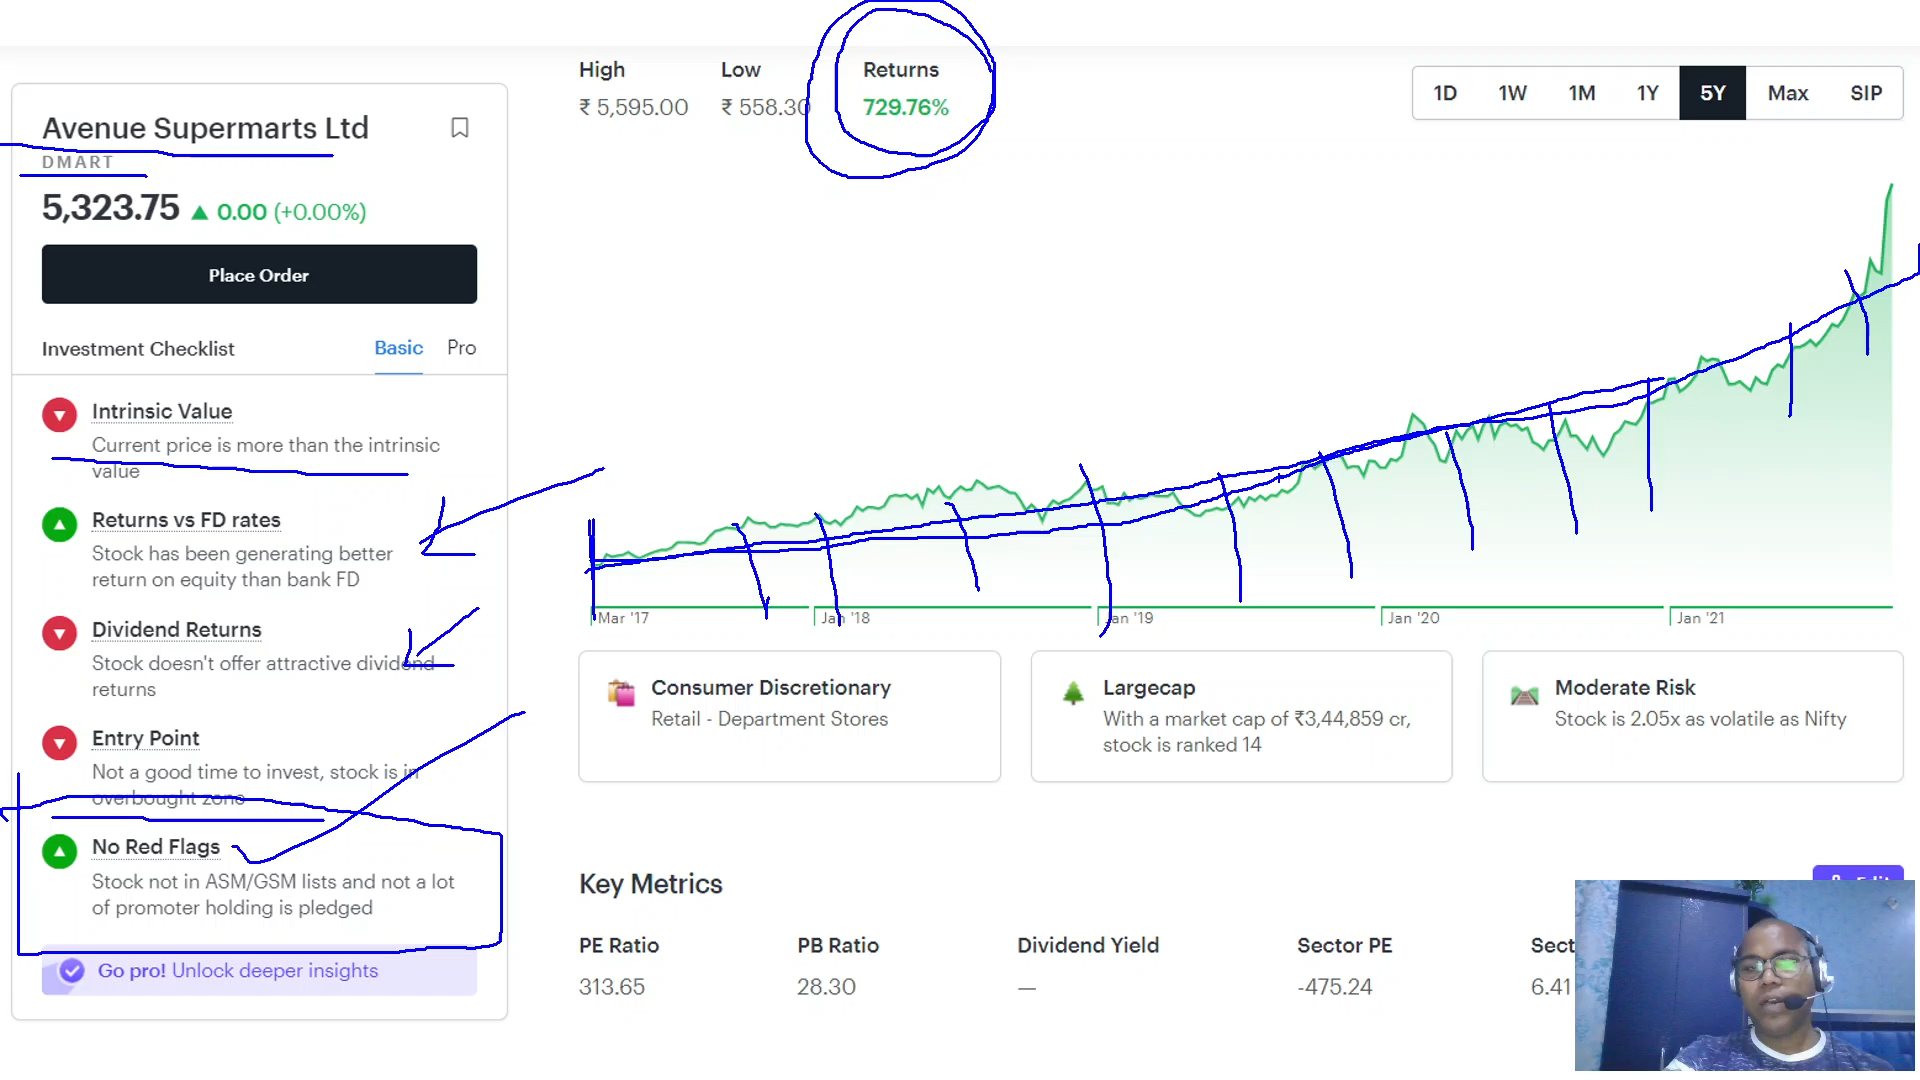 High
Low
Returns
₹ 5,595.00
₹ 558.30
729.76%
1D
1W
1M
1Y
5Y
Max
SIP
Avenue Supermarts Ltd
DMART
5,323.75 ▲ 0.00 (+0.00%)
Place Order
Investment Checklist
Basic
Pro
Intrinsic Value
Current price is more than the intrinsic
value
Returns vs FD rates
Stock has been generating better
return on equity than bank FD
Dividend Returns
Stock doesn't offer attractive dividend
returns
Entry Point
Not a good time to invest, stock is in
overbought zone
No Red Flags
Stock not in ASM/GSM lists and not a lot
of promoter holding is pledged
Go pro! Unlock deeper insights
Mar '17
Jan '18
Jan '19
Jan '20
Jan '21
Consumer Discretionary
Retail - Department Stores
Largecap
With a market cap of ₹3,44,859 cr,
stock is ranked 14
Moderate Risk
Stock is 2.05x as volatile as Nifty
Key Metrics
PE Ratio
PB Ratio
Dividend Yield
Sector PE
Sect
313.65
28.30
—
-475.24
6.41